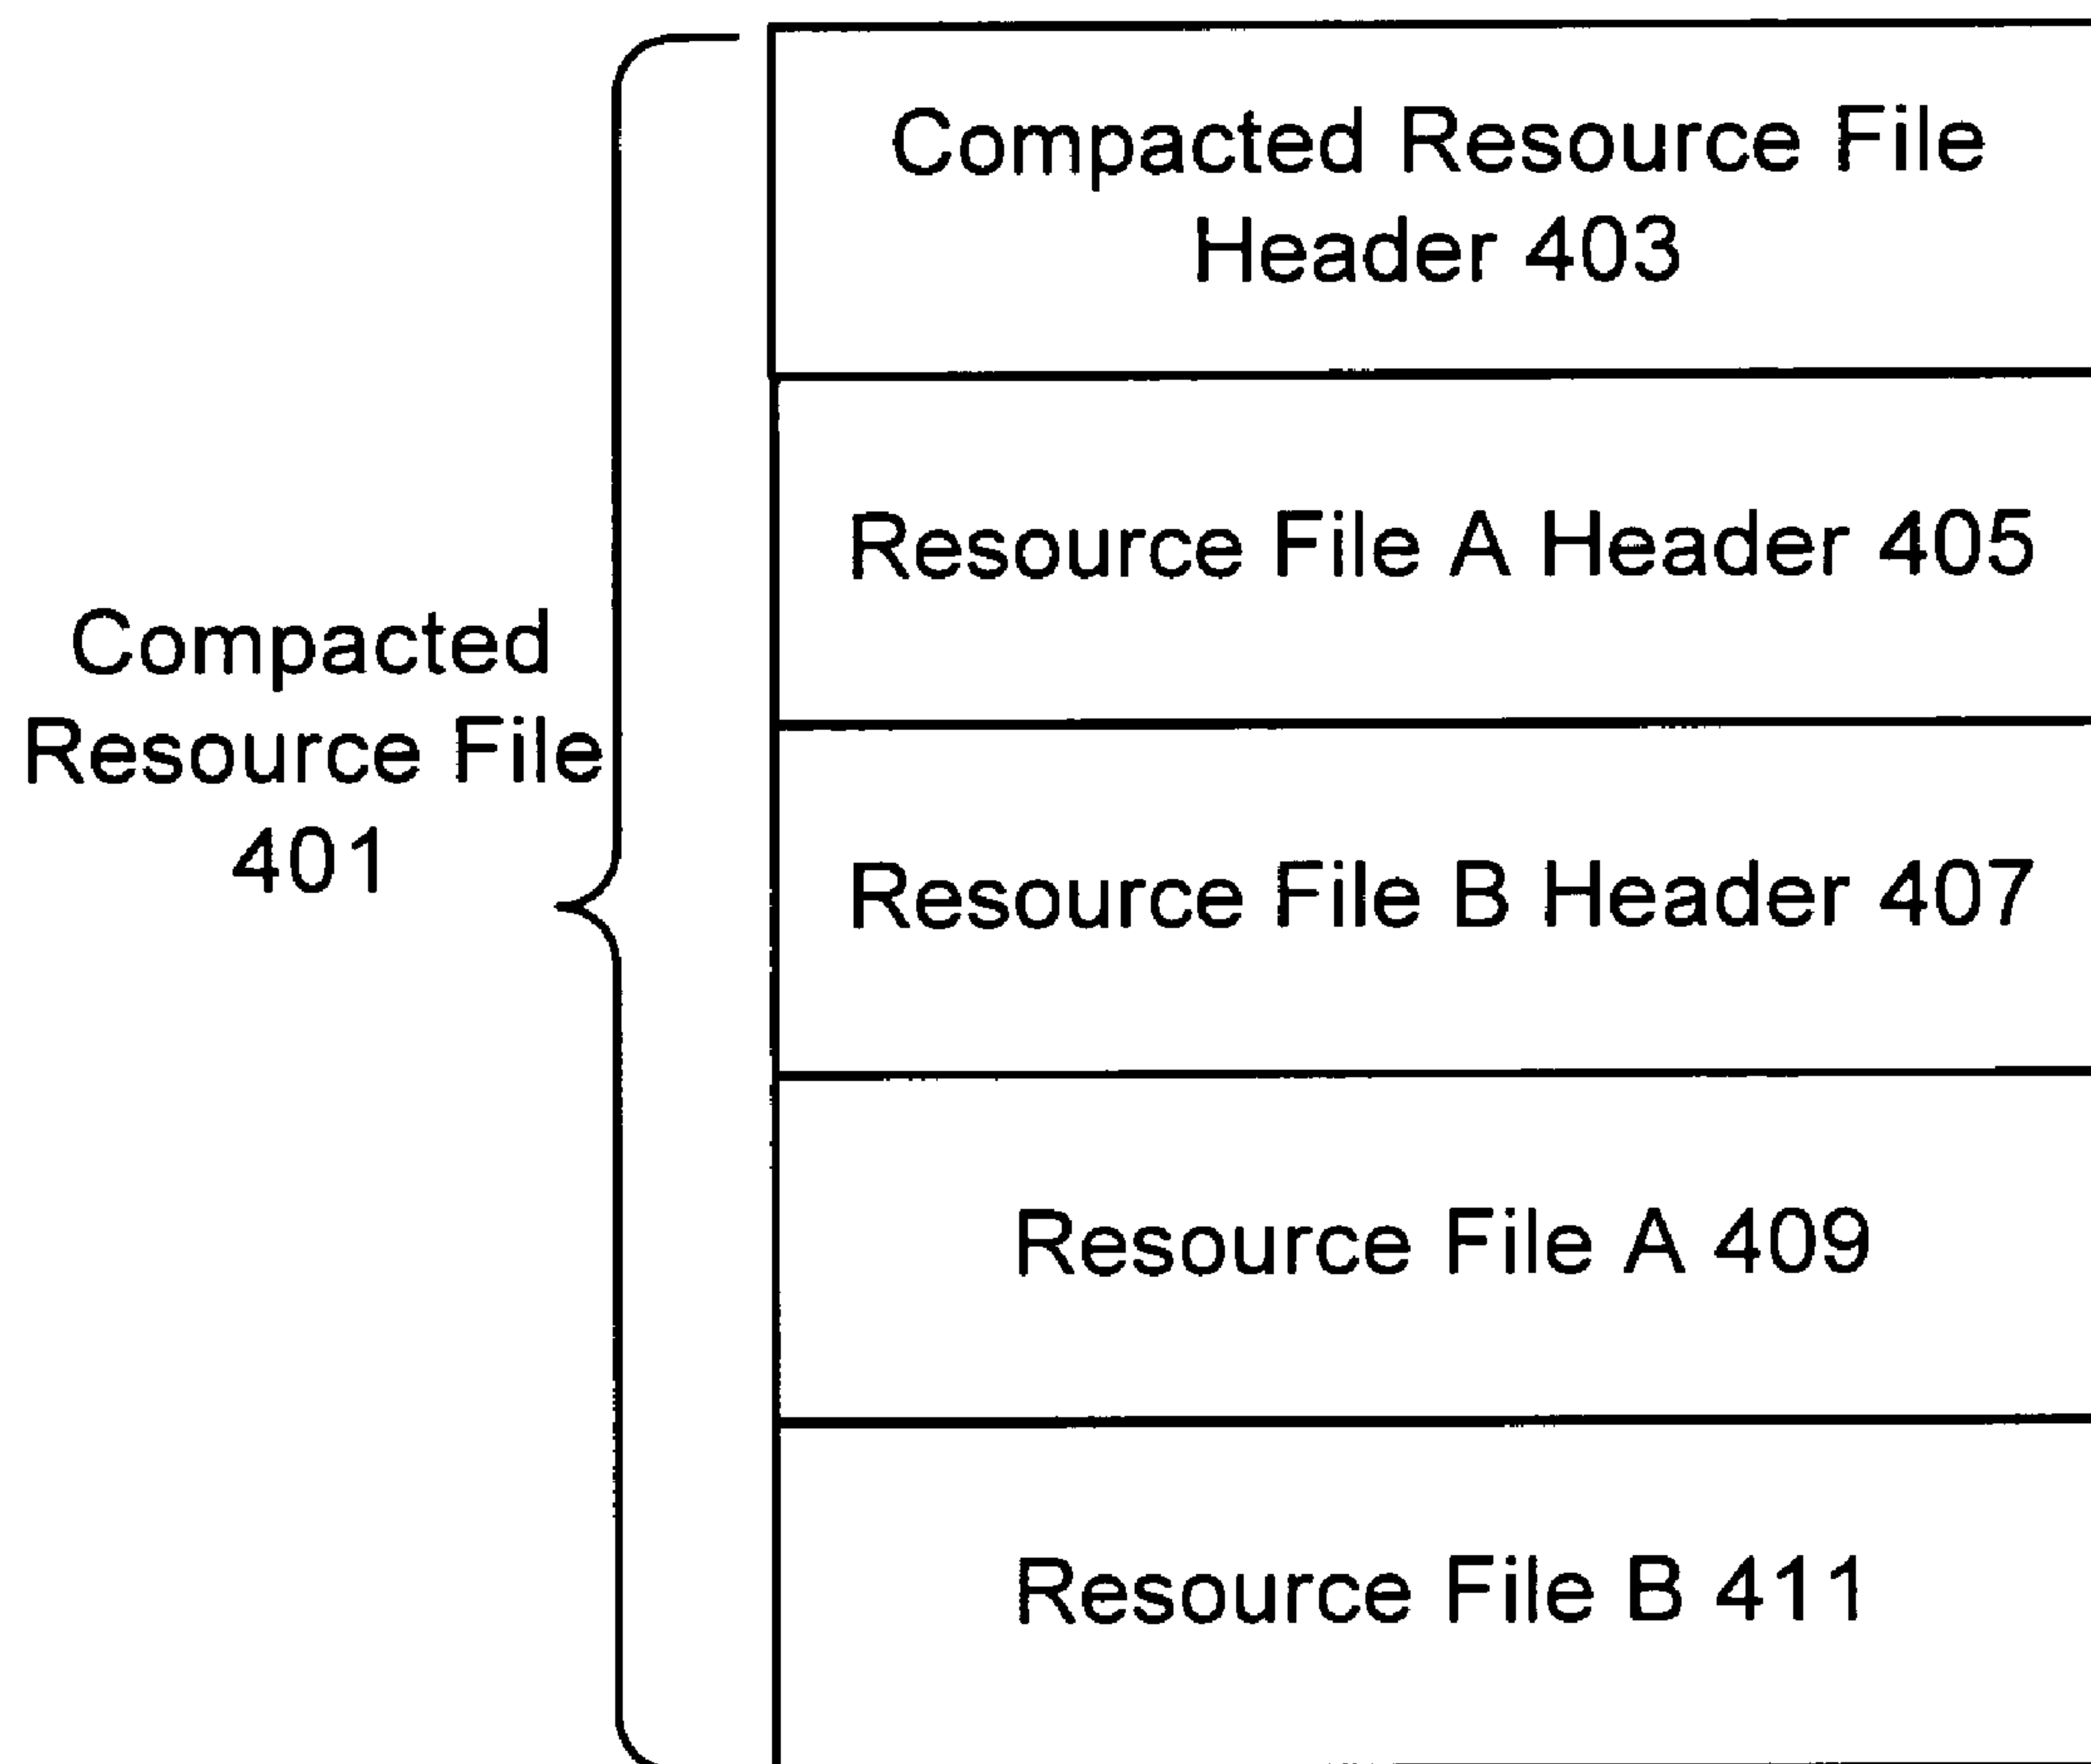 Compacted Resource File
Header 403
Resource File A Header 405
Compacted
Resource File
401
Resource File B Header 407
Resource File A 409
Resource File B 411